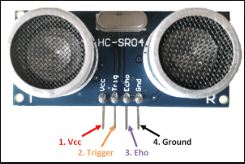 HC-SR04
Vcc Trig Echo Gnd
T R
1. Vcc 4. Ground
2. Trigger 3. Eho